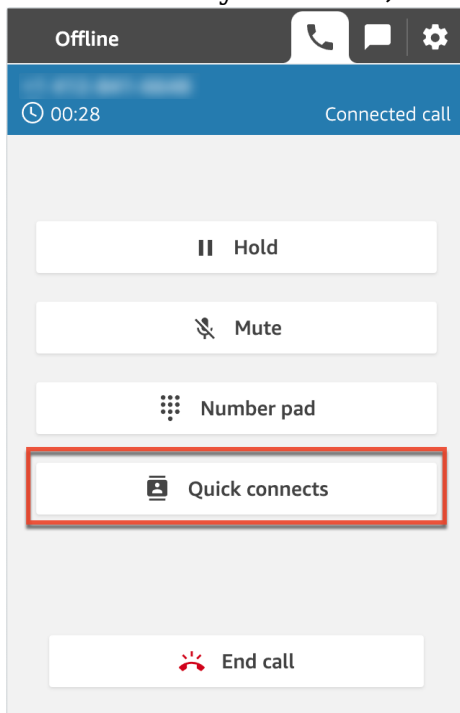 Offline
00:28
Connected call
Hold
Mute
Number pad
Quick connects
End call